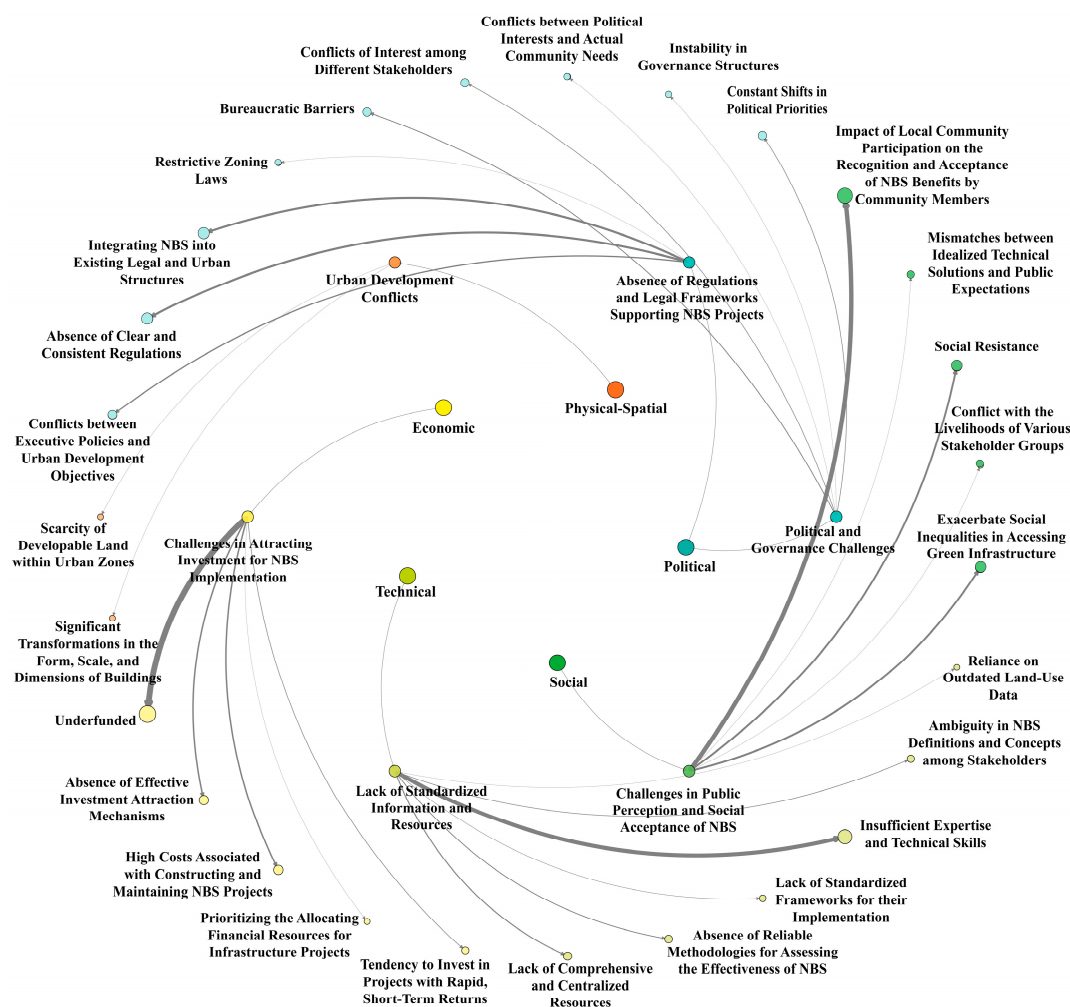 Conflicts between Political
Interests and Actual
Community Needs
Conflicts of Interest among
Different Stakeholders
Instability in
Governance Structures
Constant Shifts in
Political Priorities
Bureaucratic Barriers
Impact of Local Community
Participation on the
Recognition and Acceptance
of NBS Benefits by
Community Members
Restrictive Zoning
Laws
Integrating NBS into
Existing Legal and Urban
Structures
Mismatches between
Idealized Technical
Solutions and Public
Expectations
Urban Development
Conflicts
Absence of Regulations
and Legal Frameworks
Supporting NBS Projects
Absence of Clear and
Consistent Regulations
Social Resistance
Physical-Spatial
Economic
Conflicts between
Executive Policies and
Urban Development
Objectives
Conflict with the
Livelihoods of Various
Stakeholder Groups
Scarcity of
Developable Land
within Urban Zones
Challenges in Attracting
Investment for NBS
Implementation
Political and
Governance Challenges
Exacerbate Social
Inequalities in Accessing
Green Infrastructure
Political
Technical
Significant
Transformations in the
Form, Scale, and
Dimensions of Buildings
Social
Reliance on
Outdated Land-Use
Data
Underfunded
Ambiguity in NBS
Definitions and Concepts
among Stakeholders
Absence of Effective
Investment Attraction
Mechanisms
Lack of Standardized
Information and
Resources
Challenges in Public
Perception and Social
Acceptance of NBS
Insufficient Expertise
and Technical Skills
High Costs Associated
with Constructing and
Maintaining NBS Projects
Lack of Standardized
Frameworks for their
Implementation
Prioritizing the Allocating
Financial Resources for
Infrastructure Projects
Absence of Reliable
Methodologies for Assessing
the Effectiveness of NBS
Tendency to Invest in
Projects with Rapid,
Short-Term Returns
Lack of Comprehensive
and Centralized
Resources